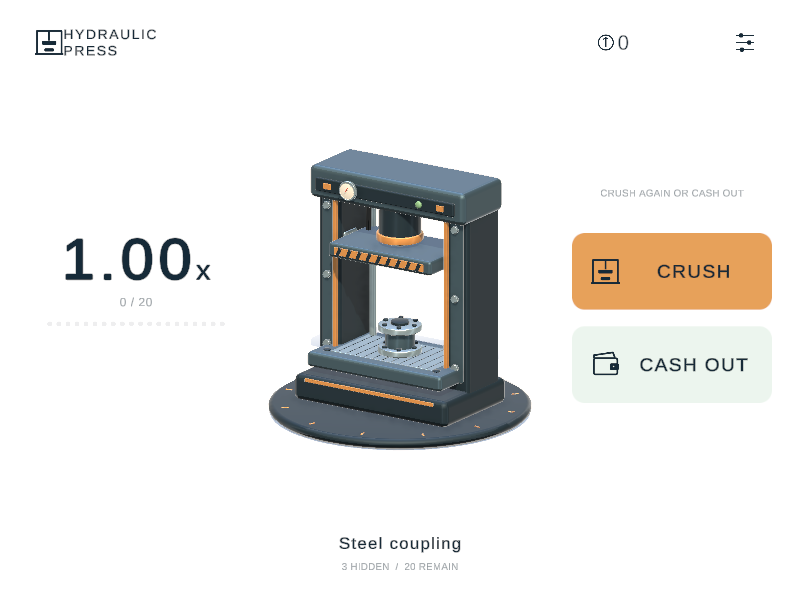 HYDRAULIC
PRESS
0
CRUSH AGAIN OR CASH OUT
1.00x
0 / 20
CRUSH
CASH OUT
Steel coupling
3 HIDDEN / 20 REMAIN